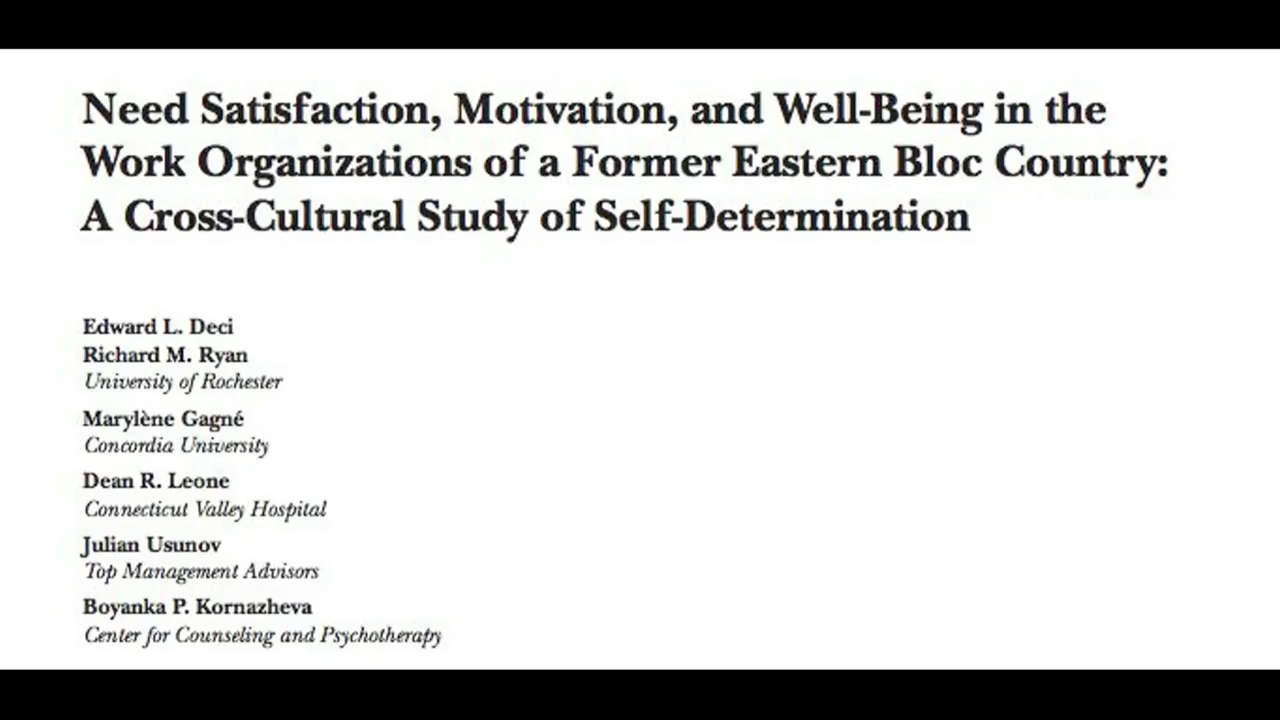 Need Satisfaction, Motivation, and Well-Being in the
Work Organizations of a Former Eastern Bloc Country:
A Cross-Cultural Study of Self-Determination
Edward L. Deci
Richard M. Ryan
University of Rochester
Marylène Gagné
Concordia University
Dean R. Leone
Connecticut Valley Hospital
Julian Usunov
Top Management Advisors
Boyanka P. Kornazheva
Center for Counseling and Psychotherapy